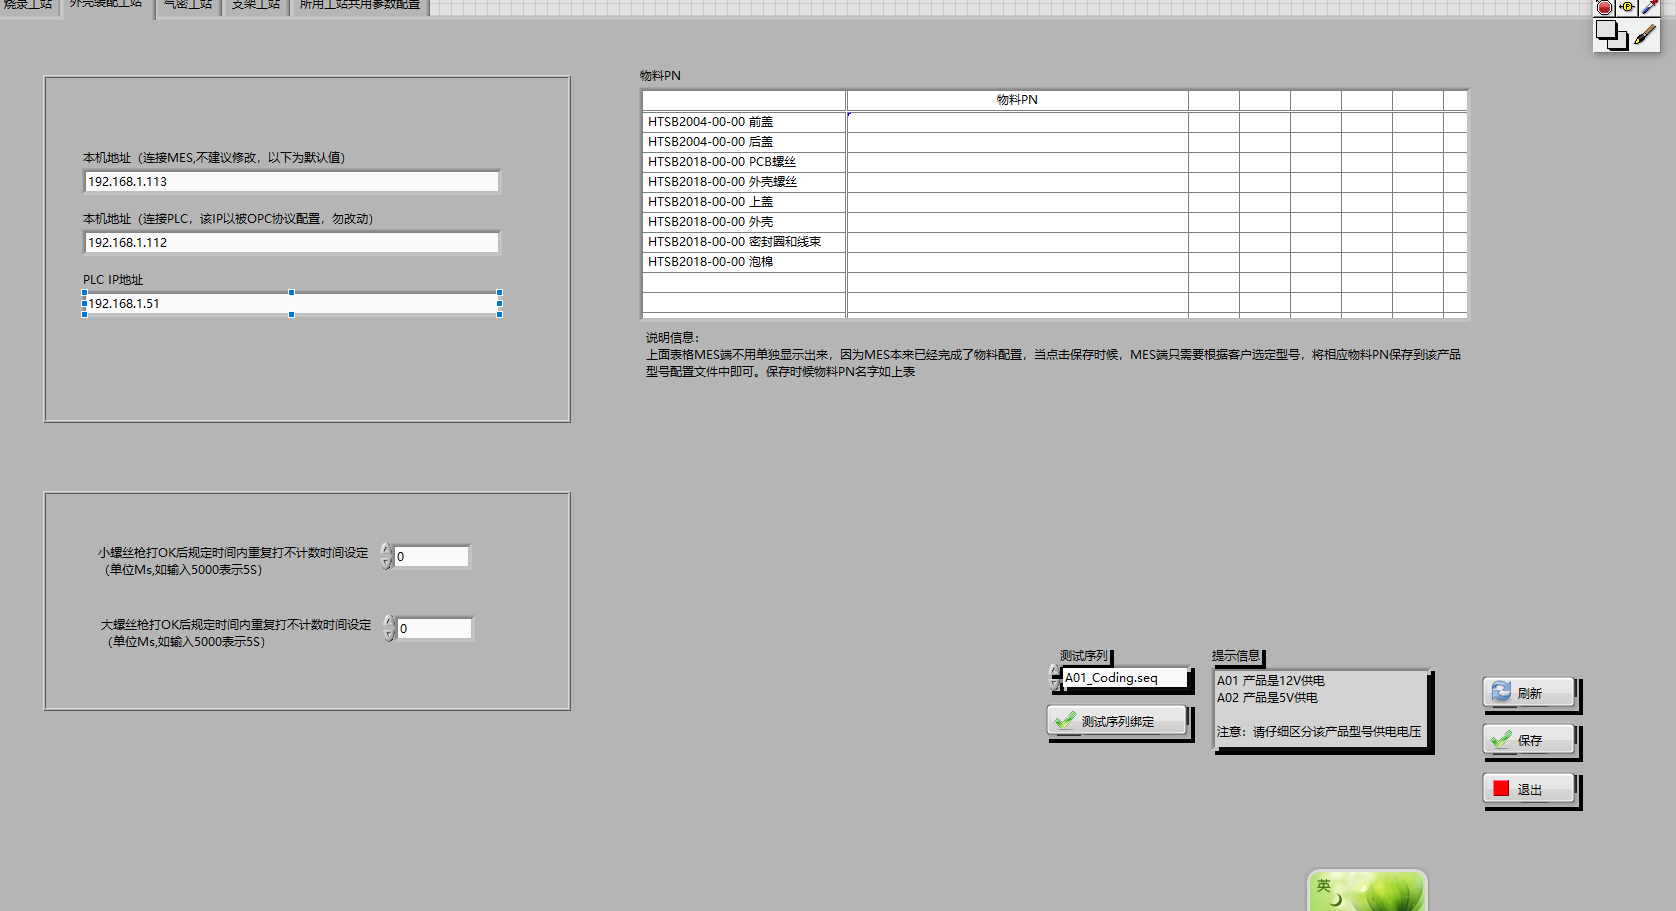 烧录工站
外壳装配工站
气密工站
支架工站
所用工站共用参数配置
本机地址（连接MES,不建议修改，以下为默认值）
192.168.1.113
本机地址（连接PLC，该IP以被OPC协议配置，勿改动）
192.168.1.112
PLC IP地址
192.168.1.51
物料PN
物料PN
HTSB2004-00-00 前盖
HTSB2004-00-00 后盖
HTSB2018-00-00 PCB螺丝
HTSB2018-00-00 外壳螺丝
HTSB2018-00-00 上盖
HTSB2018-00-00 外壳
HTSB2018-00-00 密封圈和线束
HTSB2018-00-00 泡棉
说明信息：
上面表格MES端不用单独显示出来，因为MES本来已经完成了物料配置，当点击保存时候，MES端只需要根据客户选定型号，将相应物料PN保存到该产品
型号配置文件中即可。保存时候物料PN名字如上表
小螺丝枪打OK后规定时间内重复打不计数时间设定
（单位Ms,如输入5000表示5S）
0
大螺丝枪打OK后规定时间内重复打不计数时间设定
（单位Ms,如输入5000表示5S）
0
测试序列
A01_Coding.seq
测试序列绑定
提示信息
A01 产品是12V供电
A02 产品是5V供电
注意：请仔细区分该产品型号供电电压
刷新
保存
退出
英